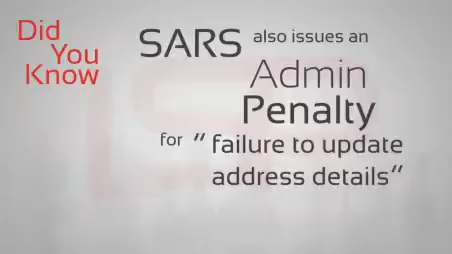 Did
You
Know
SARS also issues an
Admin
Penalty
for " failure to update
address details"